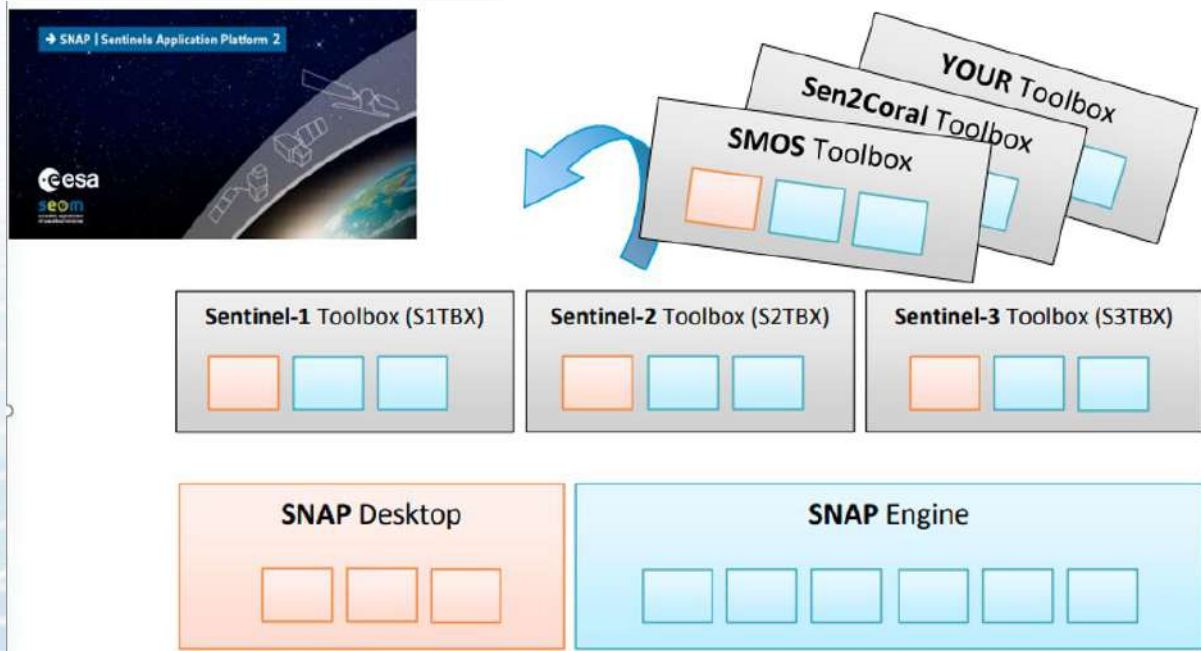 → SNAP | Sentinels Application Platform 2
esa
seom
YOUR Toolbox
Sen2Coral Toolbox
SMOS Toolbox
Sentinel-1 Toolbox (S1TBX)
Sentinel-2 Toolbox (S2TBX)
Sentinel-3 Toolbox (S3TBX)
SNAP Desktop
SNAP Engine